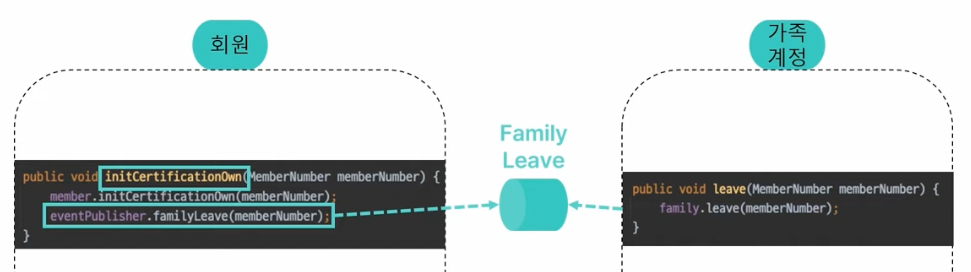 회원
가족
계정
Family
Leave
public void initCertificationOwn(MemberNumber memberNumber) {
    member.initCertificationOwn(memberNumber);
    eventPublisher.familyLeave(memberNumber);
}
public void leave(MemberNumber memberNumber) {
    family.leave(memberNumber);
}